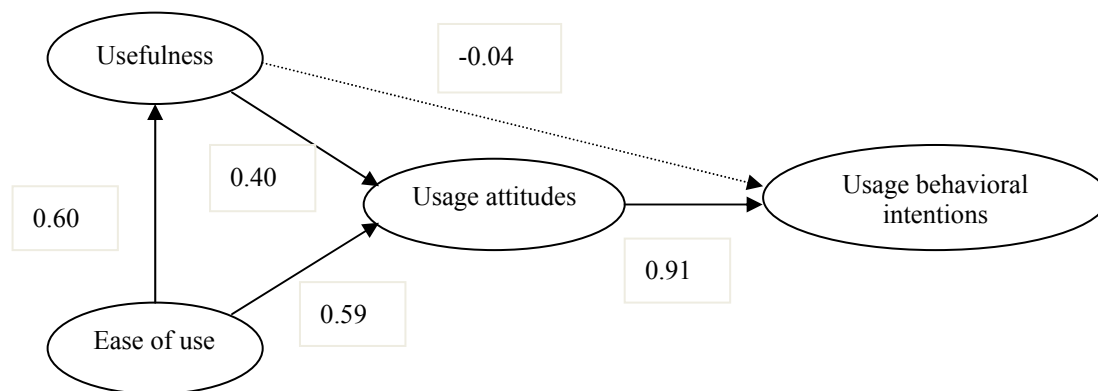 Usefulness
-0.04
0.40
Usage attitudes
Usage behavioral
intentions
0.60
0.91
0.59
Ease of use